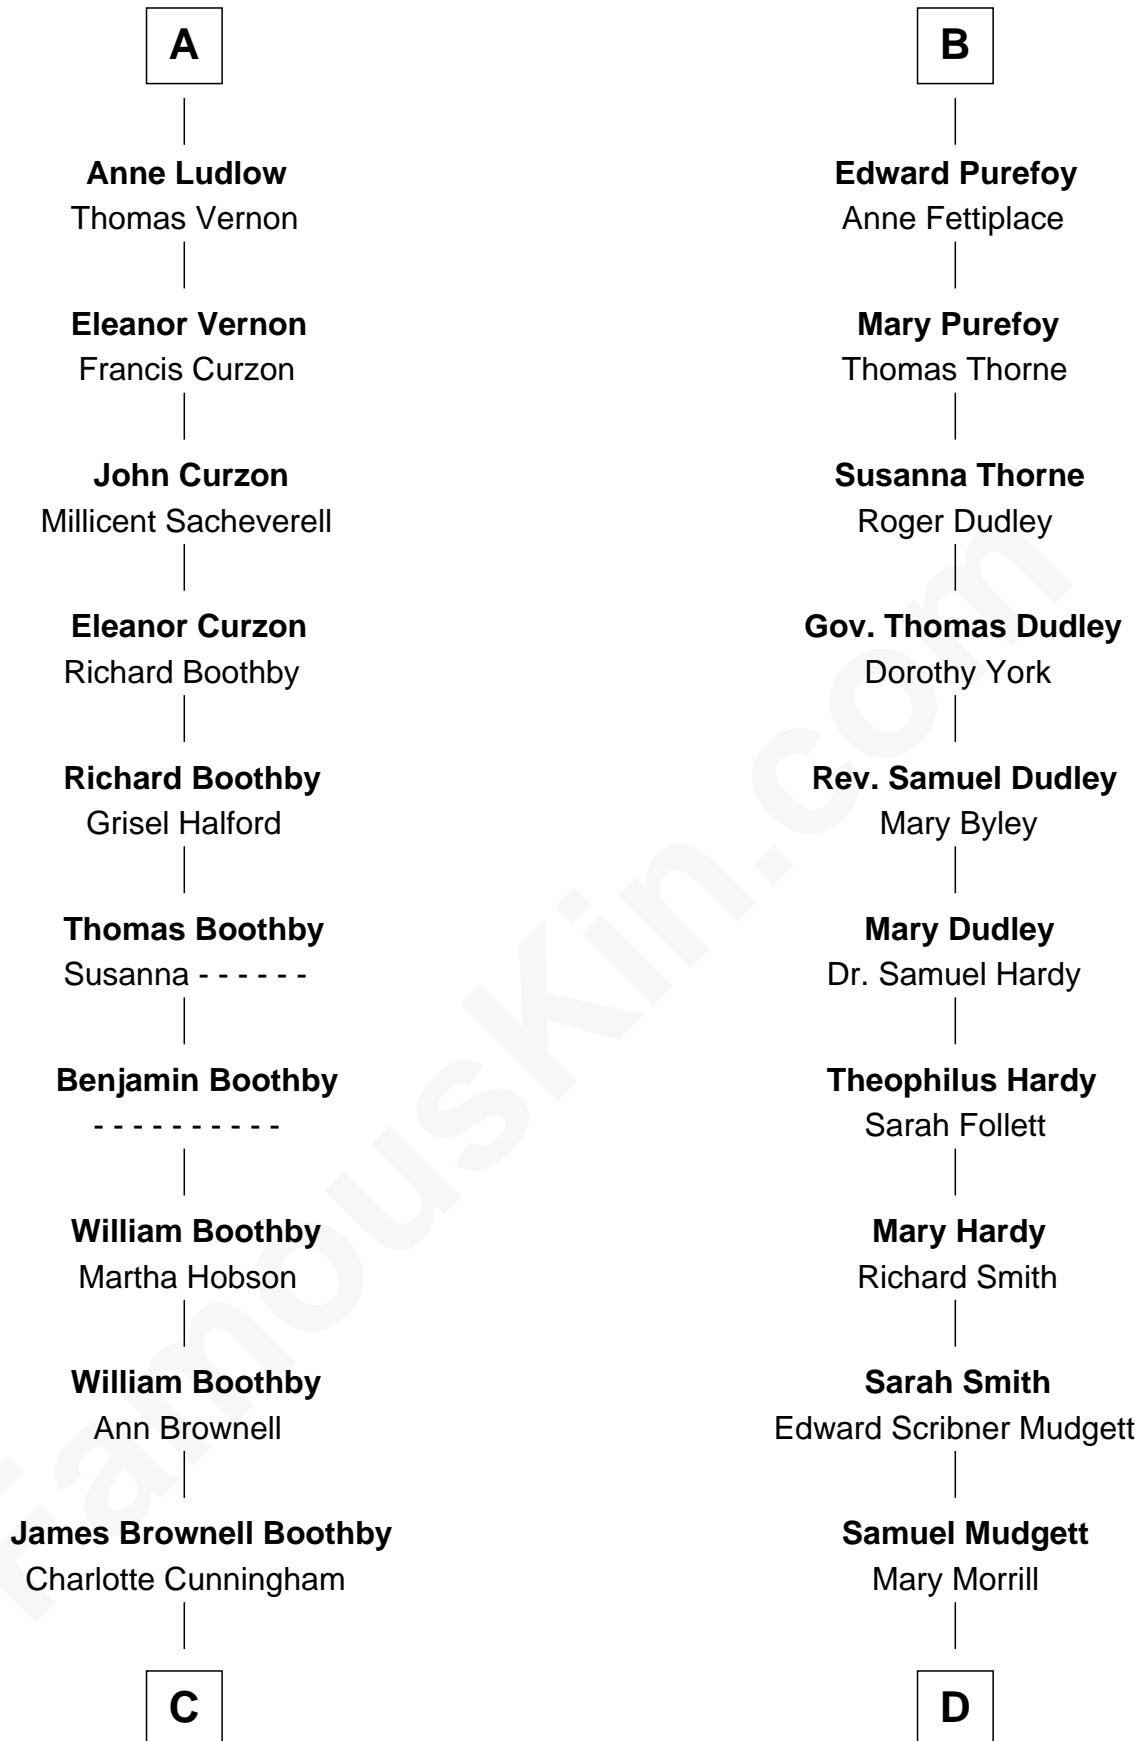 A
Anne Ludlow
Thomas Vernon
Eleanor Vernon
Francis Curzon
John Curzon
Millicent Sacheverell
Eleanor Curzon
Richard Boothby
Richard Boothby
Grisel Halford
Thomas Boothby
Susanna - - - - - -
Benjamin Boothby
- - - - - - - - - -
William Boothby
Martha Hobson
William Boothby
Ann Brownell
James Brownell Boothby
Charlotte Cunningham
C
B
Edward Purefoy
Anne Fettiplace
Mary Purefoy
Thomas Thorne
Susanna Thorne
Roger Dudley
Gov. Thomas Dudley
Dorothy York
Rev. Samuel Dudley
Mary Byley
Mary Dudley
Dr. Samuel Hardy
Theophilus Hardy
Sarah Follett
Mary Hardy
Richard Smith
Sarah Smith
Edward Scribner Mudgett
Samuel Mudgett
Mary Morrill
D
FamousKin.com